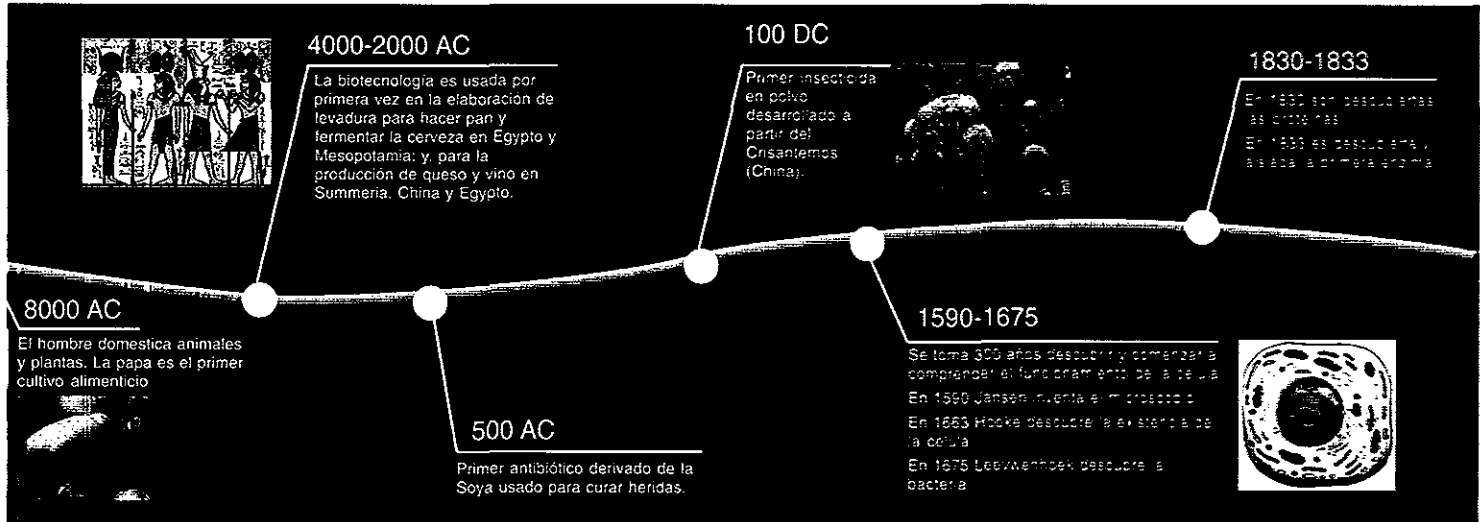 8000 AC
El hombre domestica animales
y plantas. La papa es el primer
cultivo alimenticio
4000-2000 AC
La biotecnología es usada por
primera vez en la elaboración de
levadura para hacer pan y
fermentar la cerveza en Egipto y
Mesopotamia; y, para la
producción de queso y vino en
Summeria, China y Egypto.
500 AC
Primer antibiótico derivado de la
Soya usado para curar heridas.
100 DC
Primer insecticida
en polvo
desarrollado a
partir del
Crisantemos
(China).
1590-1675
Se toma años descubrir y comenzar a
comprender el funcionamiento de la célula
En 1590 Jansen inventa el microscopio
En 1663 Hooke descubre la existencia de
la célula
En 1675 Leevwenhoek descubre la
bacteria
1830-1833
En 1830 son descubiertas
las proteínas
En 1833 es descubierta y
aislada la primera enzima